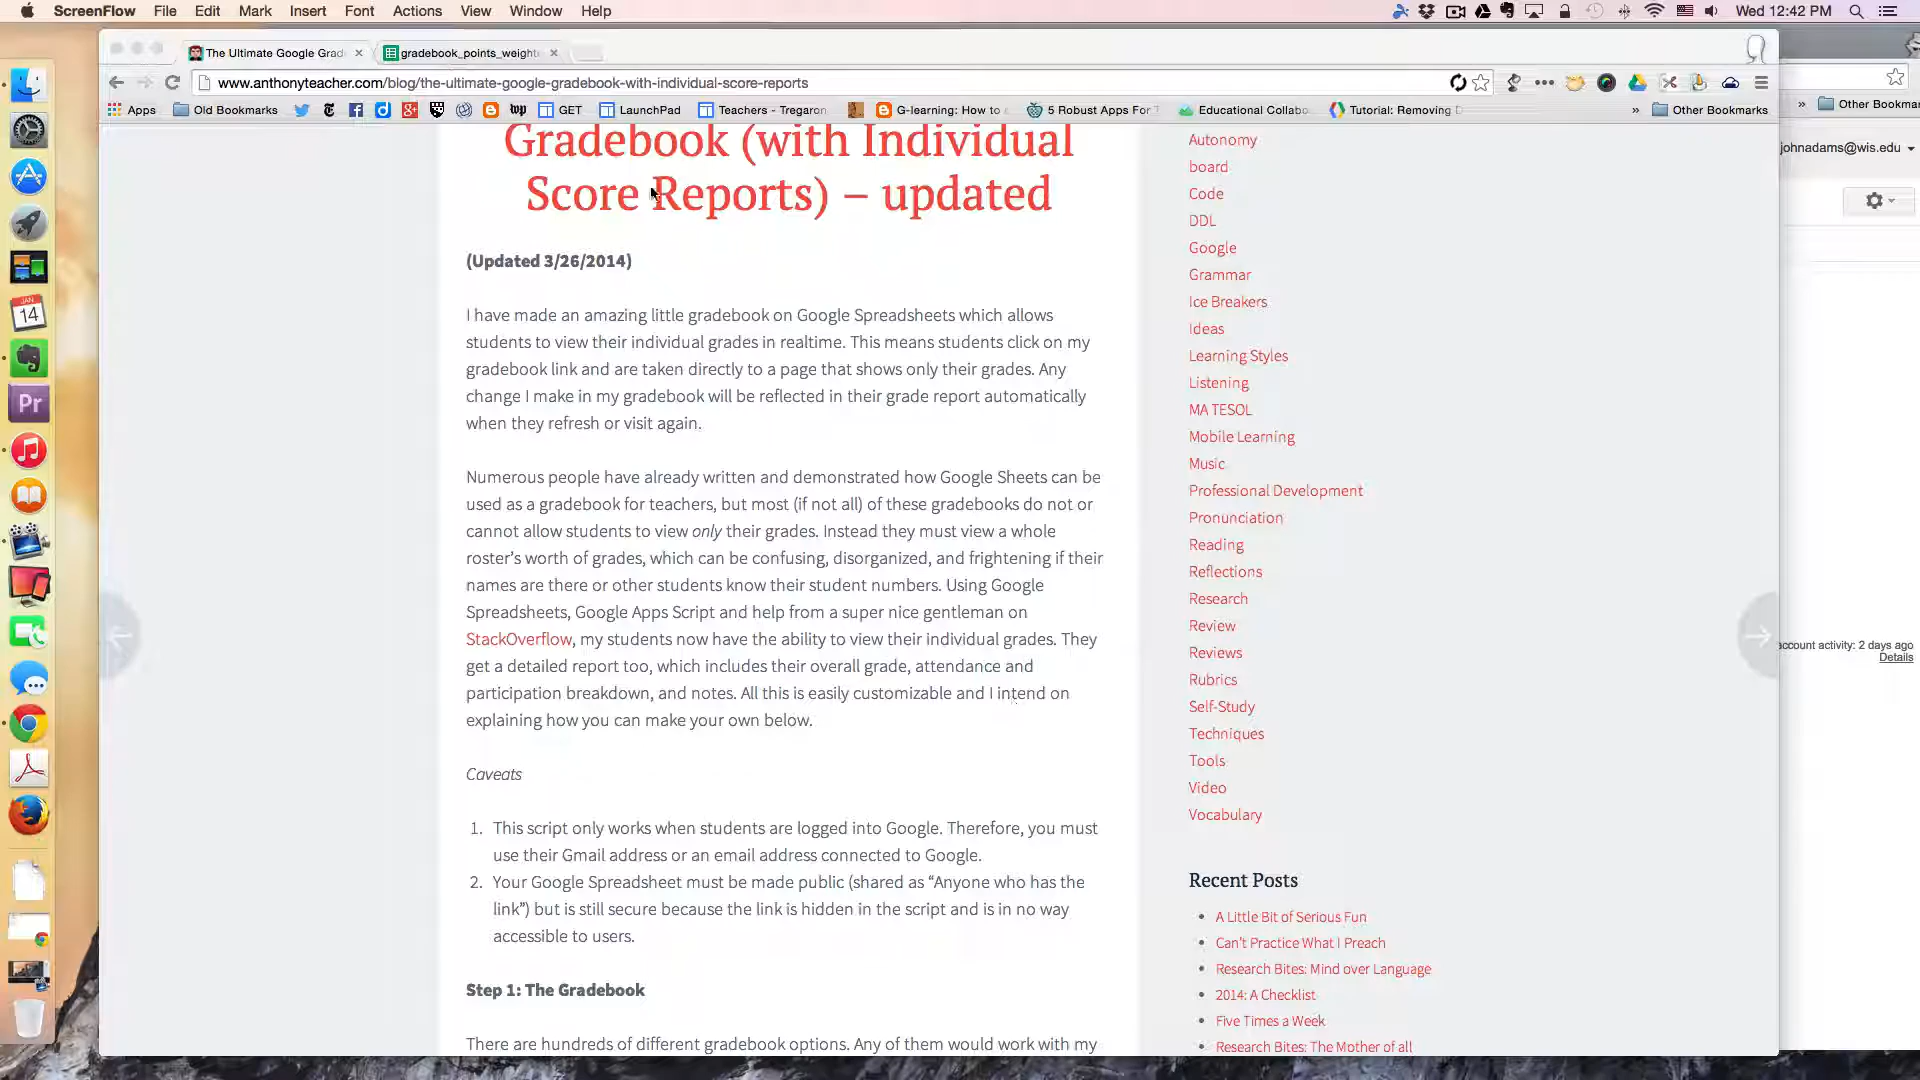 ScreenFlow File Edit Mark Insert Font Actions View Window Help
Wed 12:42 PM
The Ultimate Google Grad
gradebook_points_weight
www.anthonyteacher.com/blog/the-ultimate-google-gradebook-with-individual-score-reports
Apps Old Bookmarks GET LaunchPad Teachers - Tregaron G-learning: How to 5 Robust Apps For Educational Collabo Tutorial: Removing » Other Bookmarks
» Other Bookma
johnadams@wis.edu
Gradebook (with Individual
Score Reports) – updated
(Updated 3/26/2014)
I have made an amazing little gradebook on Google Spreadsheets which allows
students to view their individual grades in realtime. This means students click on my
gradebook link and are taken directly to a page that shows only their grades. Any
change I make in my gradebook will be reflected in their grade report automatically
when they refresh or visit again.
Numerous people have already written and demonstrated how Google Sheets can be
used as a gradebook for teachers, but most (if not all) of these gradebooks do not or
cannot allow students to view only their grades. Instead they must view a whole
roster's worth of grades, which can be confusing, disorganized, and frightening if their
names are there or other students know their student numbers. Using Google
Spreadsheets, Google Apps Script and help from a super nice gentleman on
StackOverflow, my students now have the ability to view their individual grades. They
get a detailed report too, which includes their overall grade, attendance and
participation breakdown, and notes. All this is easily customizable and I intend on
explaining how you can make your own below.
Caveats
1. This script only works when students are logged into Google. Therefore, you must
use their Gmail address or an email address connected to Google.
2. Your Google Spreadsheet must be made public (shared as “Anyone who has the
link”) but is still secure because the link is hidden in the script and is in no way
accessible to users.
Step 1: The Gradebook
There are hundreds of different gradebook options. Any of them would work with my
Autonomy
board
Code
DDL
Google
Grammar
Ice Breakers
Ideas
Learning Styles
Listening
MA TESOL
Mobile Learning
Music
Professional Development
Pronunciation
Reading
Reflections
Research
Review
Reviews
Rubrics
Self-Study
Techniques
Tools
Video
Vocabulary
Recent Posts
A Little Bit of Serious Fun
Can't Practice What I Preach
Research Bites: Mind over Language
2014: A Checklist
Five Times a Week
Research Bites: The Mother of all
account activity: 2 days ago
Details
JAN
14
Pr